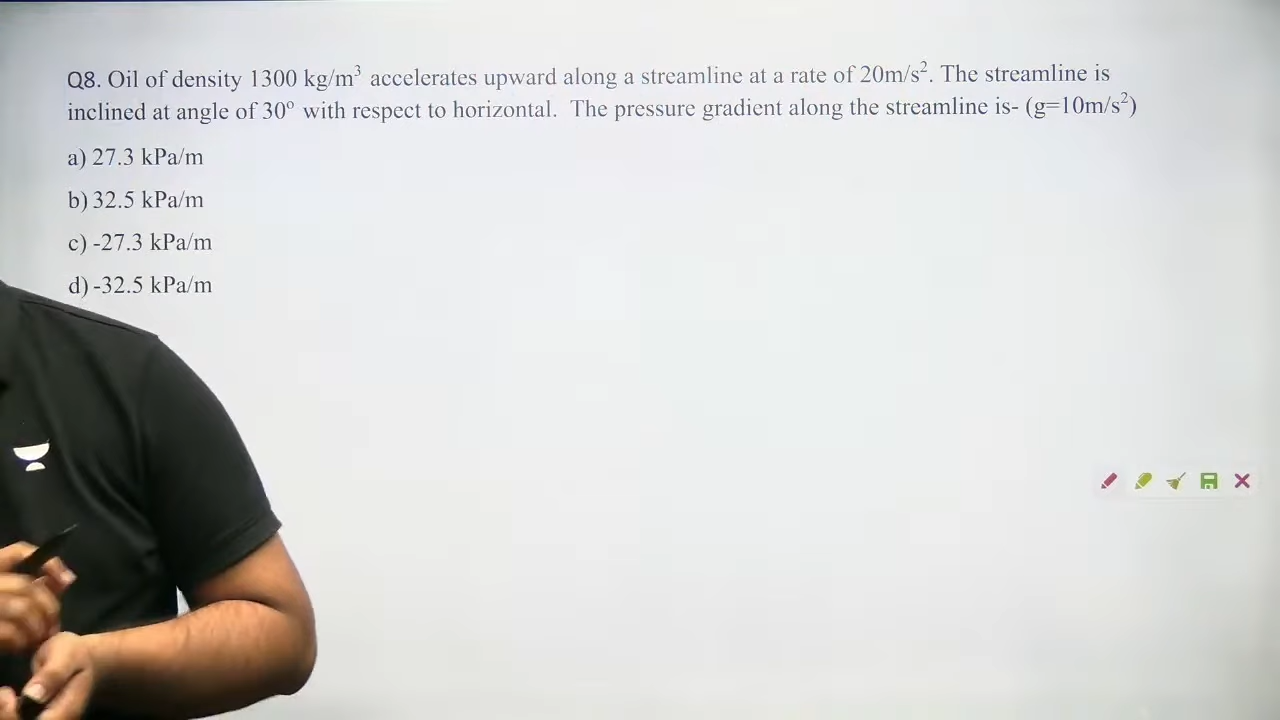 Q8. Oil of density 1300 kg/m³ accelerates upward along a streamline at a rate of 20m/s². The streamline is
inclined at angle of 30° with respect to horizontal. The pressure gradient along the streamline is- (g=10m/s²)
a) 27.3 kPa/m
b) 32.5 kPa/m
c) -27.3 kPa/m
d) -32.5 kPa/m